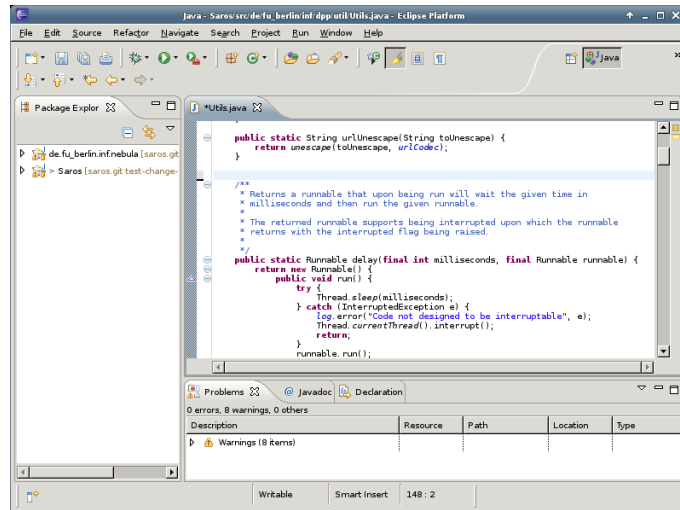 Java - Saros/src/de/fu_berlin/inf/dpp/util/Utils.java - Eclipse Platform
File Edit Source Refactor Navigate Search Project Run Window Help
Java
Package Explor
de.fu_berlin.inf.nebula [saros.git
> Saros [saros.git test-change-
*Utils.java
}
public static String urlUnescape(String toUnescape) {
return unescape(toUnescape, urlCodec);
}
/**
* Returns a runnable that upon being run will wait the given time in
* milliseconds and then run the given runnable.
*
* The returned runnable supports being interrupted upon which the runnable
* returns with the interrupted flag being raised.
*
*/
public static Runnable delay(final int milliseconds, final Runnable runnable) {
return new Runnable() {
public void run() {
try {
Thread.sleep(milliseconds);
} catch (InterruptedException e) {
log.error("Code not designed to be interruptable", e);
Thread.currentThread().interrupt();
return;
}
runnable.run();
Problems @ Javadoc Declaration
0 errors, 8 warnings, 0 others
Description Resource Path Location Type
Warnings (8 items)
Writable Smart Insert 148 : 2